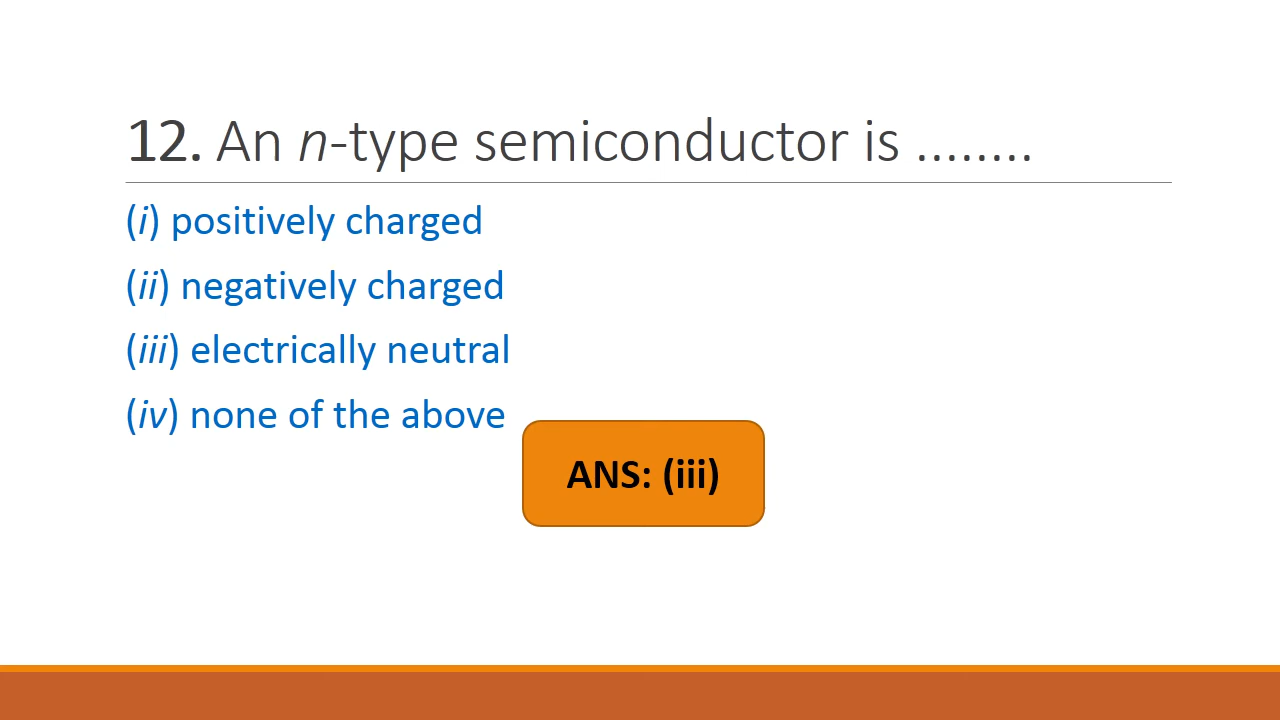 12. An n-type semiconductor is ........
(i) positively charged
(ii) negatively charged
(iii) electrically neutral
(iv) none of the above
ANS: (iii)